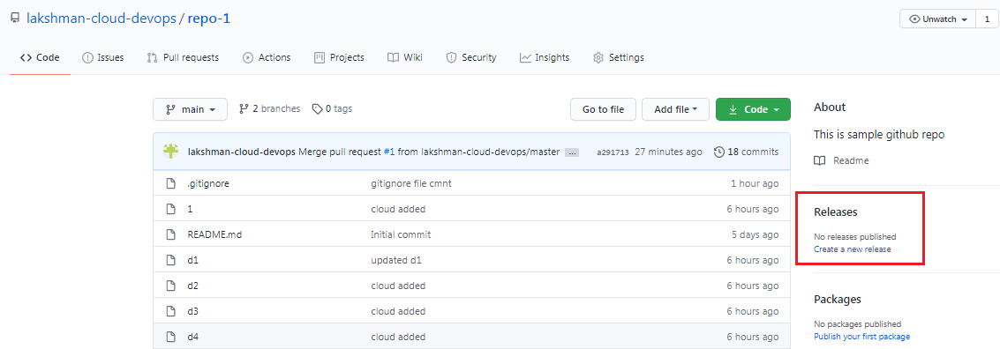 lakshman-cloud-devops / repo-1
Unwatch 1
Code Issues Pull requests Actions Projects Wiki Security Insights Settings
main 2 branches 0 tags Go to file Add file Code
lakshman-cloud-devops Merge pull request #1 from lakshman-cloud-devops/master ... a291713 27 minutes ago 18 commits
.gitignore gitignore file cmnt 1 hour ago
1 cloud added 6 hours ago
README.md Initial commit 5 days ago
d1 updated d1 6 hours ago
d2 cloud added 6 hours ago
d3 cloud added 6 hours ago
d4 cloud added 6 hours ago
About
This is sample github repo
Readme
Releases
No releases published
Create a new release
Packages
No packages published
Publish your first package